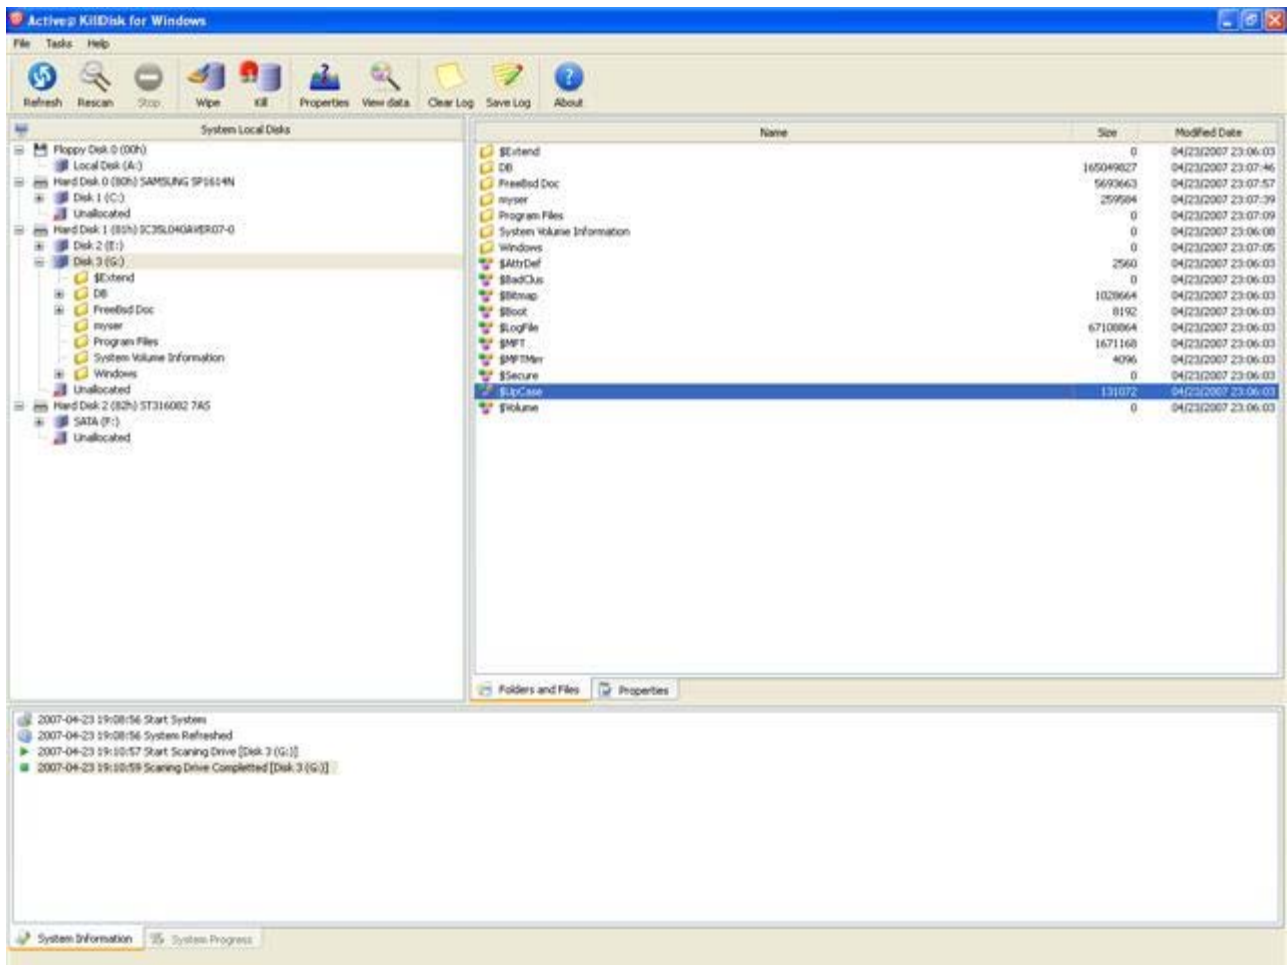 Active@ KillDisk for Windows
File Tasks Help
Refresh Rescan Stop Wipe Kill Properties View data Clear Log Save Log About
System Local Disks
Floppy Disk 0 (00h)
Local Disk (A:)
Hard Disk 0 (80h) SAMSUNG SP1614N
Disk 1 (C:)
Unallocated
Hard Disk 1 (81h) IC35L040AVER07-0
Disk 2 (E:)
Disk 3 (G:)
$Extend
DB
FreeBsd Doc
myser
Program Files
System Volume Information
Windows
Unallocated
Hard Disk 2 (82h) ST316002 7AS
SATA (F:)
Unallocated
Name Size Modified Date
$Extend 0 04/23/2007 23:06:03
DB 165049827 04/23/2007 23:07:46
FreeBsd Doc 5693663 04/23/2007 23:07:57
myser 259584 04/23/2007 23:07:39
Program Files 0 04/23/2007 23:07:09
System Volume Information 0 04/23/2007 23:06:08
Windows 0 04/23/2007 23:07:05
$AttrDef 2560 04/23/2007 23:06:03
$BadClus 0 04/23/2007 23:06:03
$Bitmap 1028664 04/23/2007 23:06:03
$Boot 8192 04/23/2007 23:06:03
$LogFile 67108864 04/23/2007 23:06:03
$MFT 1671168 04/23/2007 23:06:03
$MFTMirr 4096 04/23/2007 23:06:03
$Secure 0 04/23/2007 23:06:03
$UpCase 131072 04/23/2007 23:06:03
$Volume 0 04/23/2007 23:06:03
Folders and Files Properties
2007-04-23 19:08:56 Start System
2007-04-23 19:08:56 System Refreshed
2007-04-23 19:10:57 Start Scaning Drive [Disk 3 (G:)]
2007-04-23 19:10:59 Scaning Drive Completted [Disk 3 (G:)]
System Information System Progress